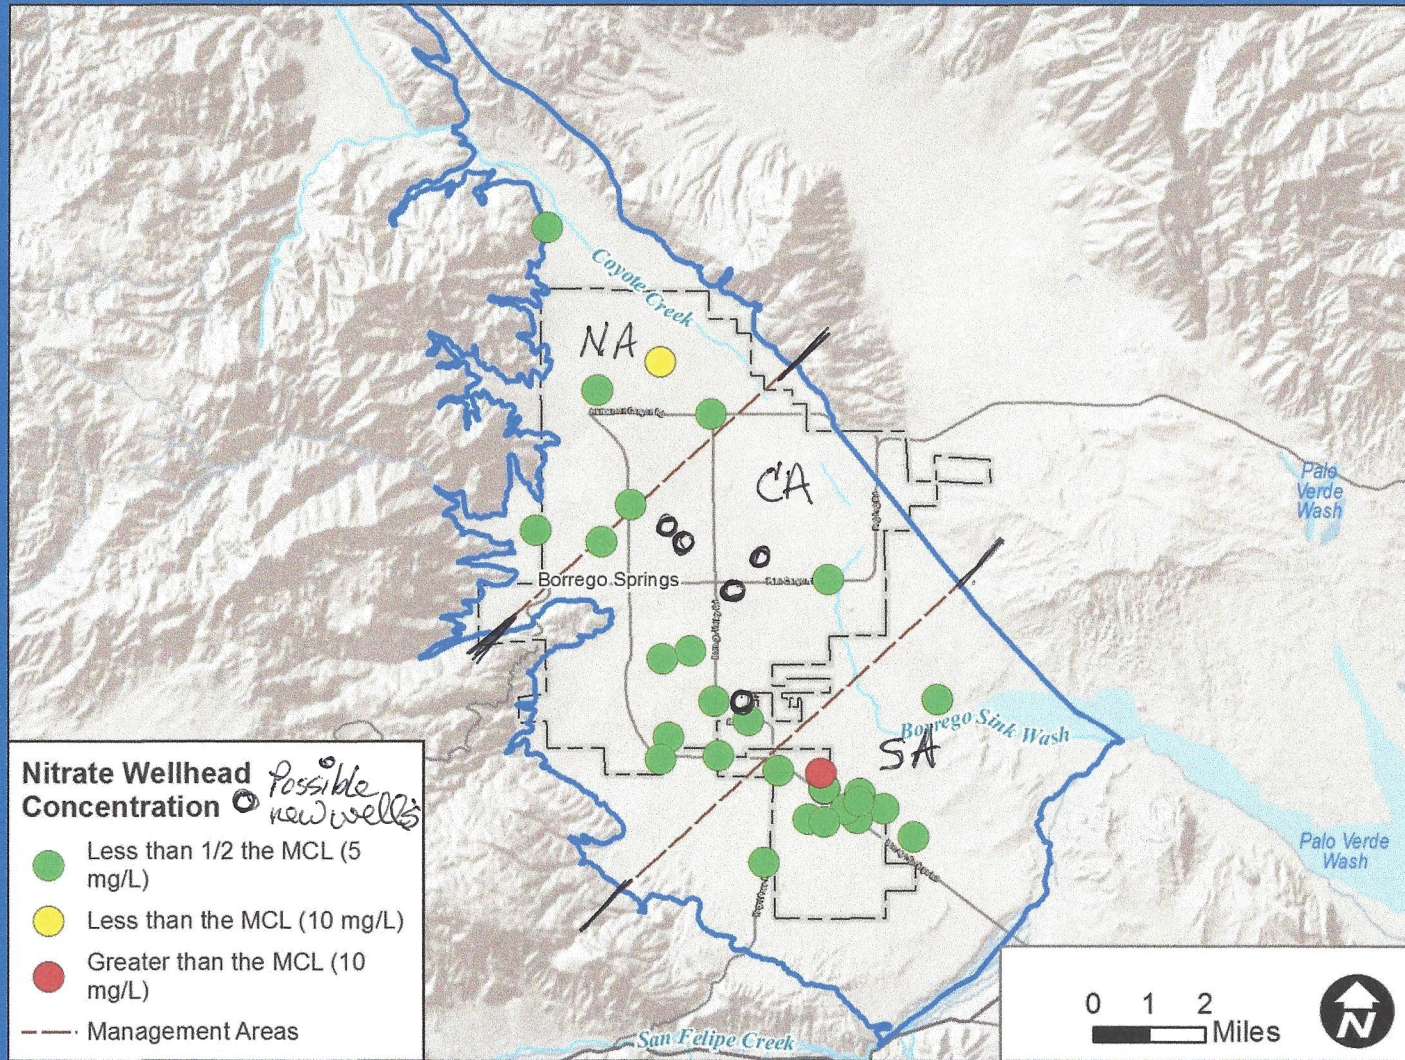 Coyote Creek
NA
CA
Palo
Verde
Wash
Borrego Springs
Borrego Sink Wash
SA
Palo Verde
Wash
San Felipe Creek
Nitrate Wellhead
Concentration
Possible
new wells
Less than 1/2 the MCL (5
mg/L)
Less than the MCL (10 mg/L)
Greater than the MCL (10
mg/L)
Management Areas
0 1 2
Miles
N